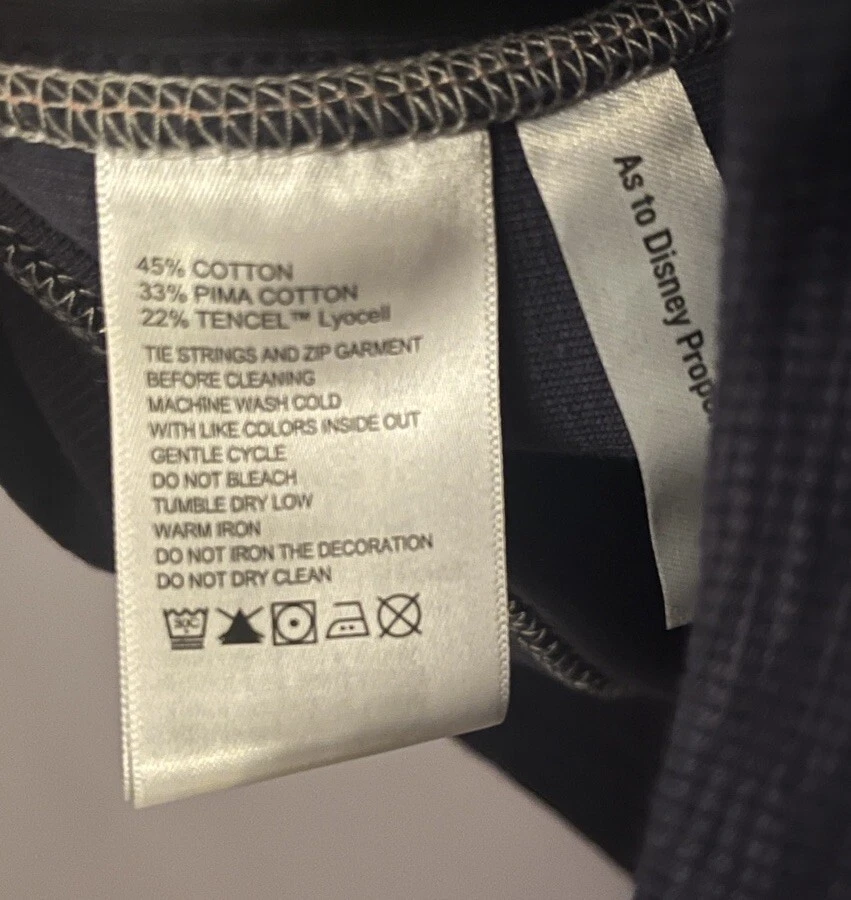 45% COTTON
33% PIMA COTTON
22% TENCEL™ Lyocell
TIE STRINGS AND ZIP GARMENT
BEFORE CLEANING
MACHINE WASH COLD
WITH LIKE COLORS INSIDE OUT
GENTLE CYCLE
DO NOT BLEACH
TUMBLE DRY LOW
WARM IRON
DO NOT IRON THE DECORATION
DO NOT DRY CLEAN
30C
As to Disney Prope